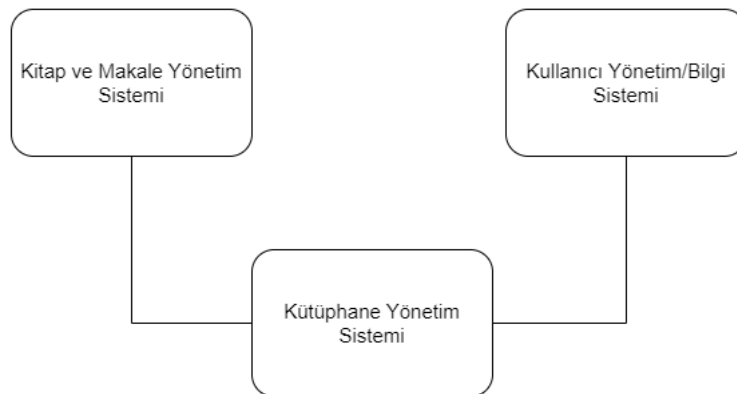 Kitap ve Makale Yönetim
Sistemi
Kullanıcı Yönetim/Bilgi
Sistemi
Kütüphane Yönetim
Sistemi